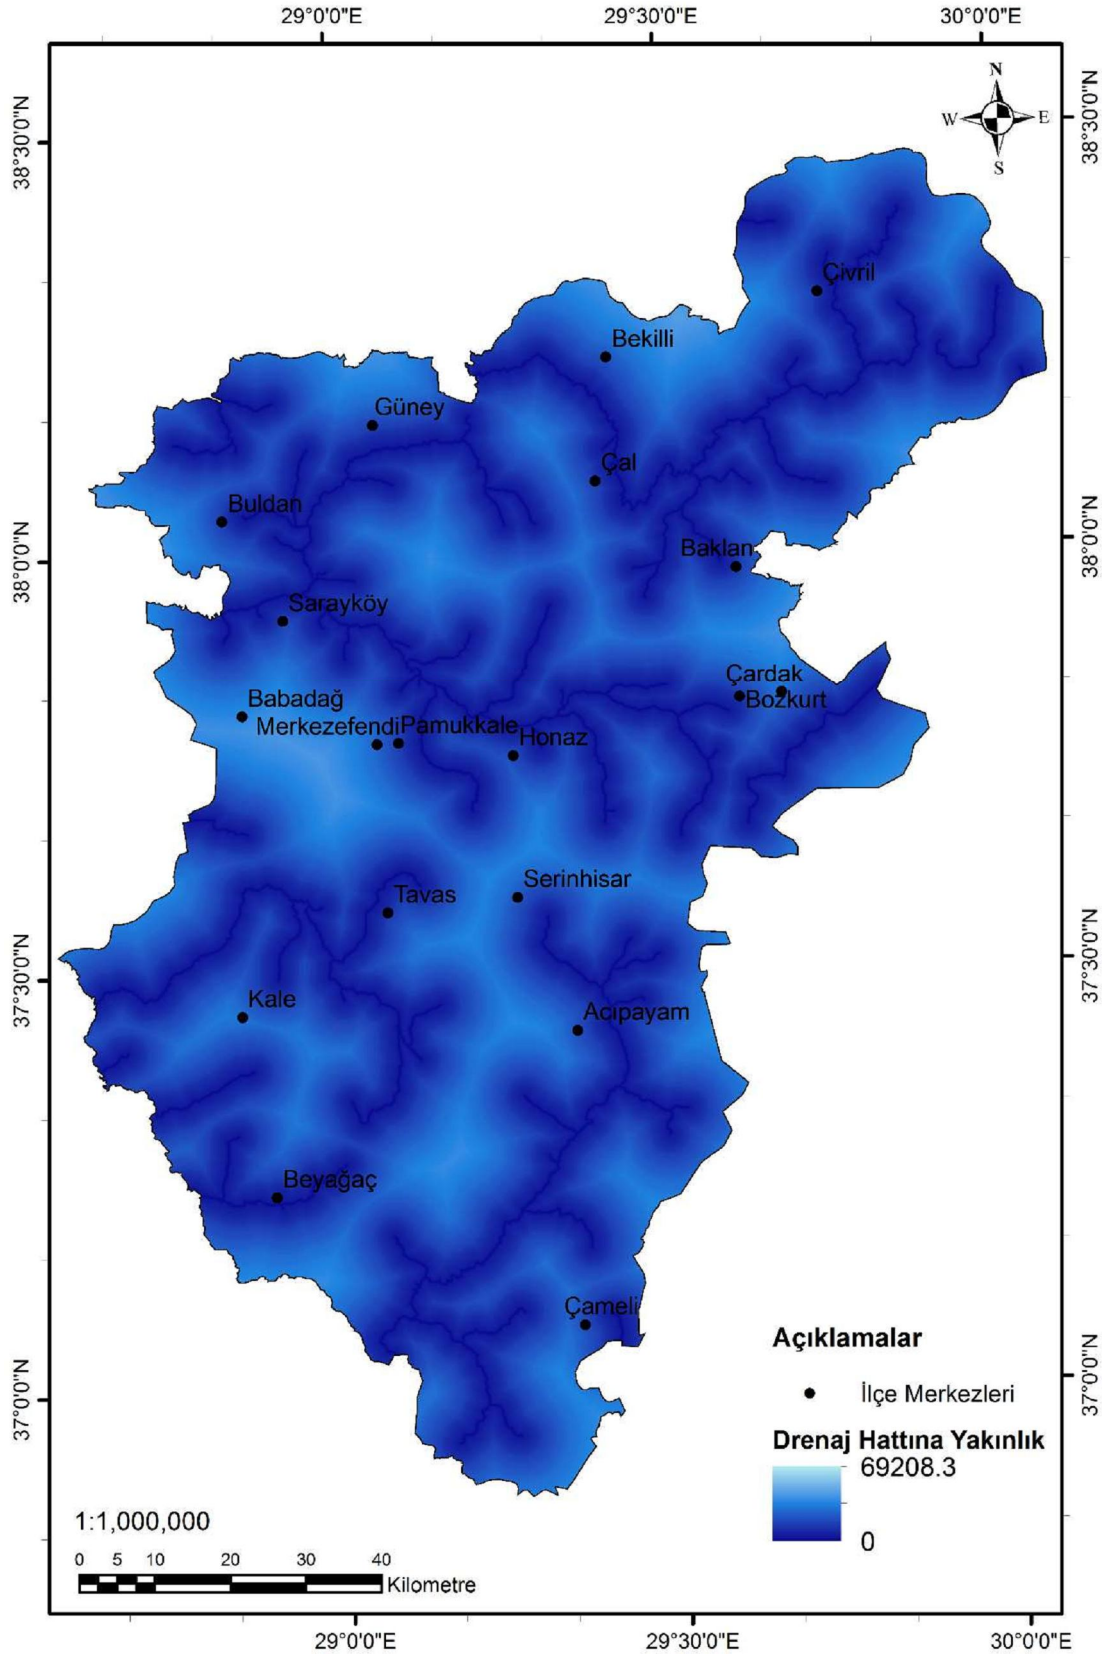 29°0'0"E 29°30'0"E 30°0'0"E
N
W E
S
38°30'0"N
38°30'0"N
Çivril
Bekilli
Güney
Çal
Buldan
Baklan
38°0'0"N
38°0'0"N
Sarayköy
Çardak
Babadağ
Bozkurt
Merkezefendi
Pamukkale
Honaz
Serinhisar
Tavas
37°30'0"N
37°30'0"N
Kale
Acıpayam
Beyağaç
Çameli
37°0'0"N
37°0'0"N
Açıklamalar
İlçe Merkezleri
Drenaj Hattına Yakınlık
69208.3
0
1:1,000,000
0 5 10 20 30 40
Kilometre
29°0'0"E 29°30'0"E 30°0'0"E